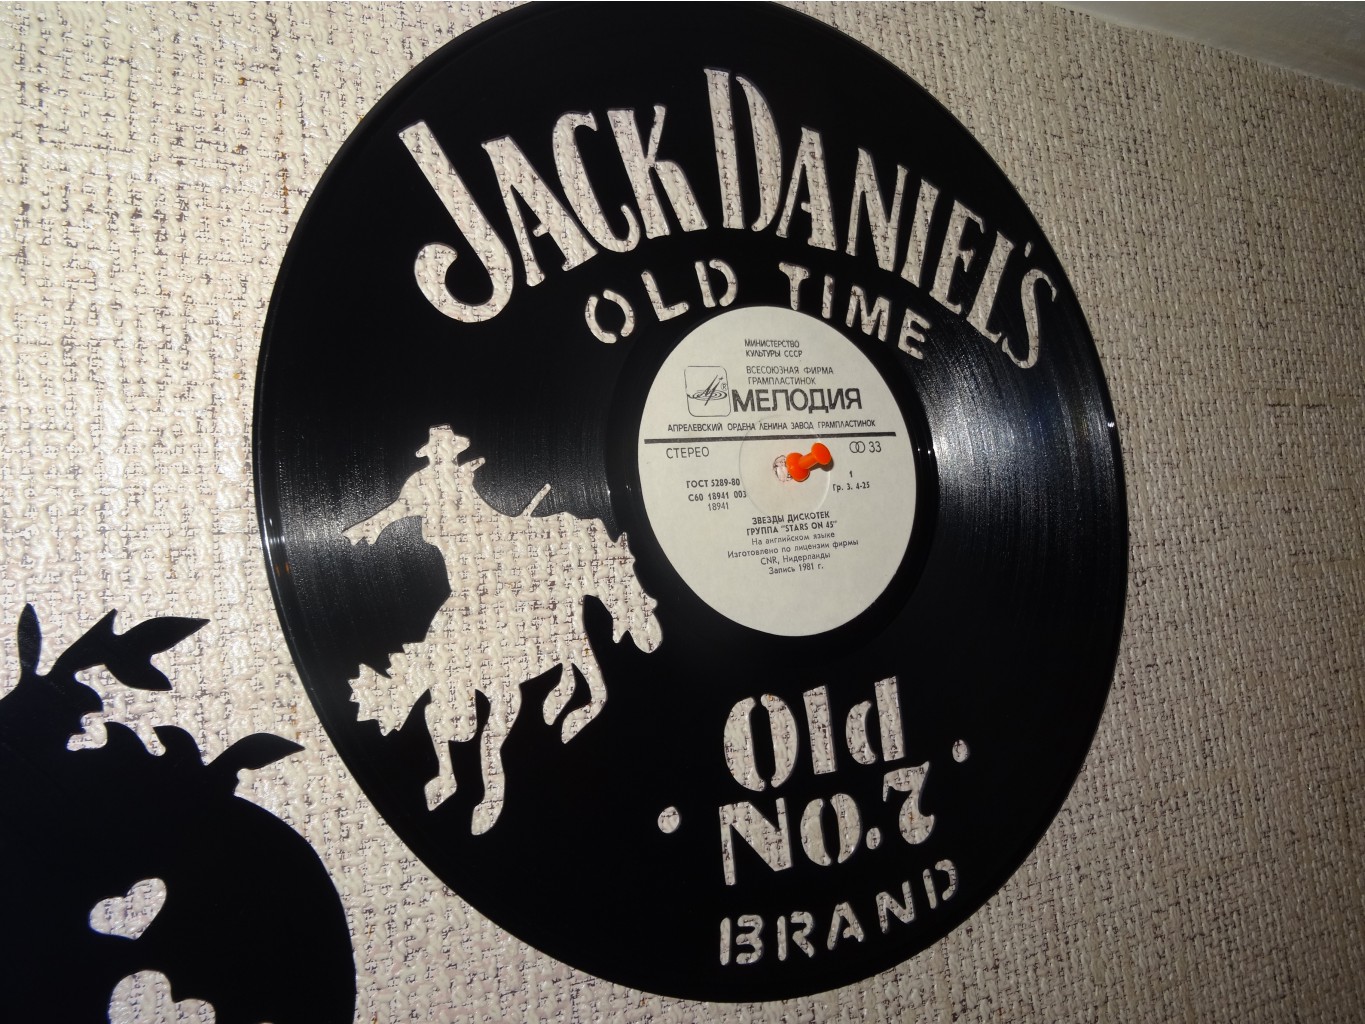 JACK DANIEL'S
OLD TIME
МИНИСТЕРСТВО
КУЛЬТУРЫ СССР
ВСЕСОЮЗНАЯ ФИРМА
ГРАМПЛАСТИНОК
МЕЛОДИЯ
АПРЕЛЕВСКИЙ ОРДЕНА ЛЕНИНА ЗАВОД ГРАМПЛАСТИНОК
СТЕРЕО 33
ГОСТ 5289-80 1
С60 18941 003 Гр. 3. 4-25
18941
ЗВЕЗДЫ ДИСКОТЕК
ГРУППА "STARS ON 45"
На английском языке
Изготовлено по лицензии фирмы
CNR, Нидерланды
Запись 1981 г.
Old
No.7
BRAND